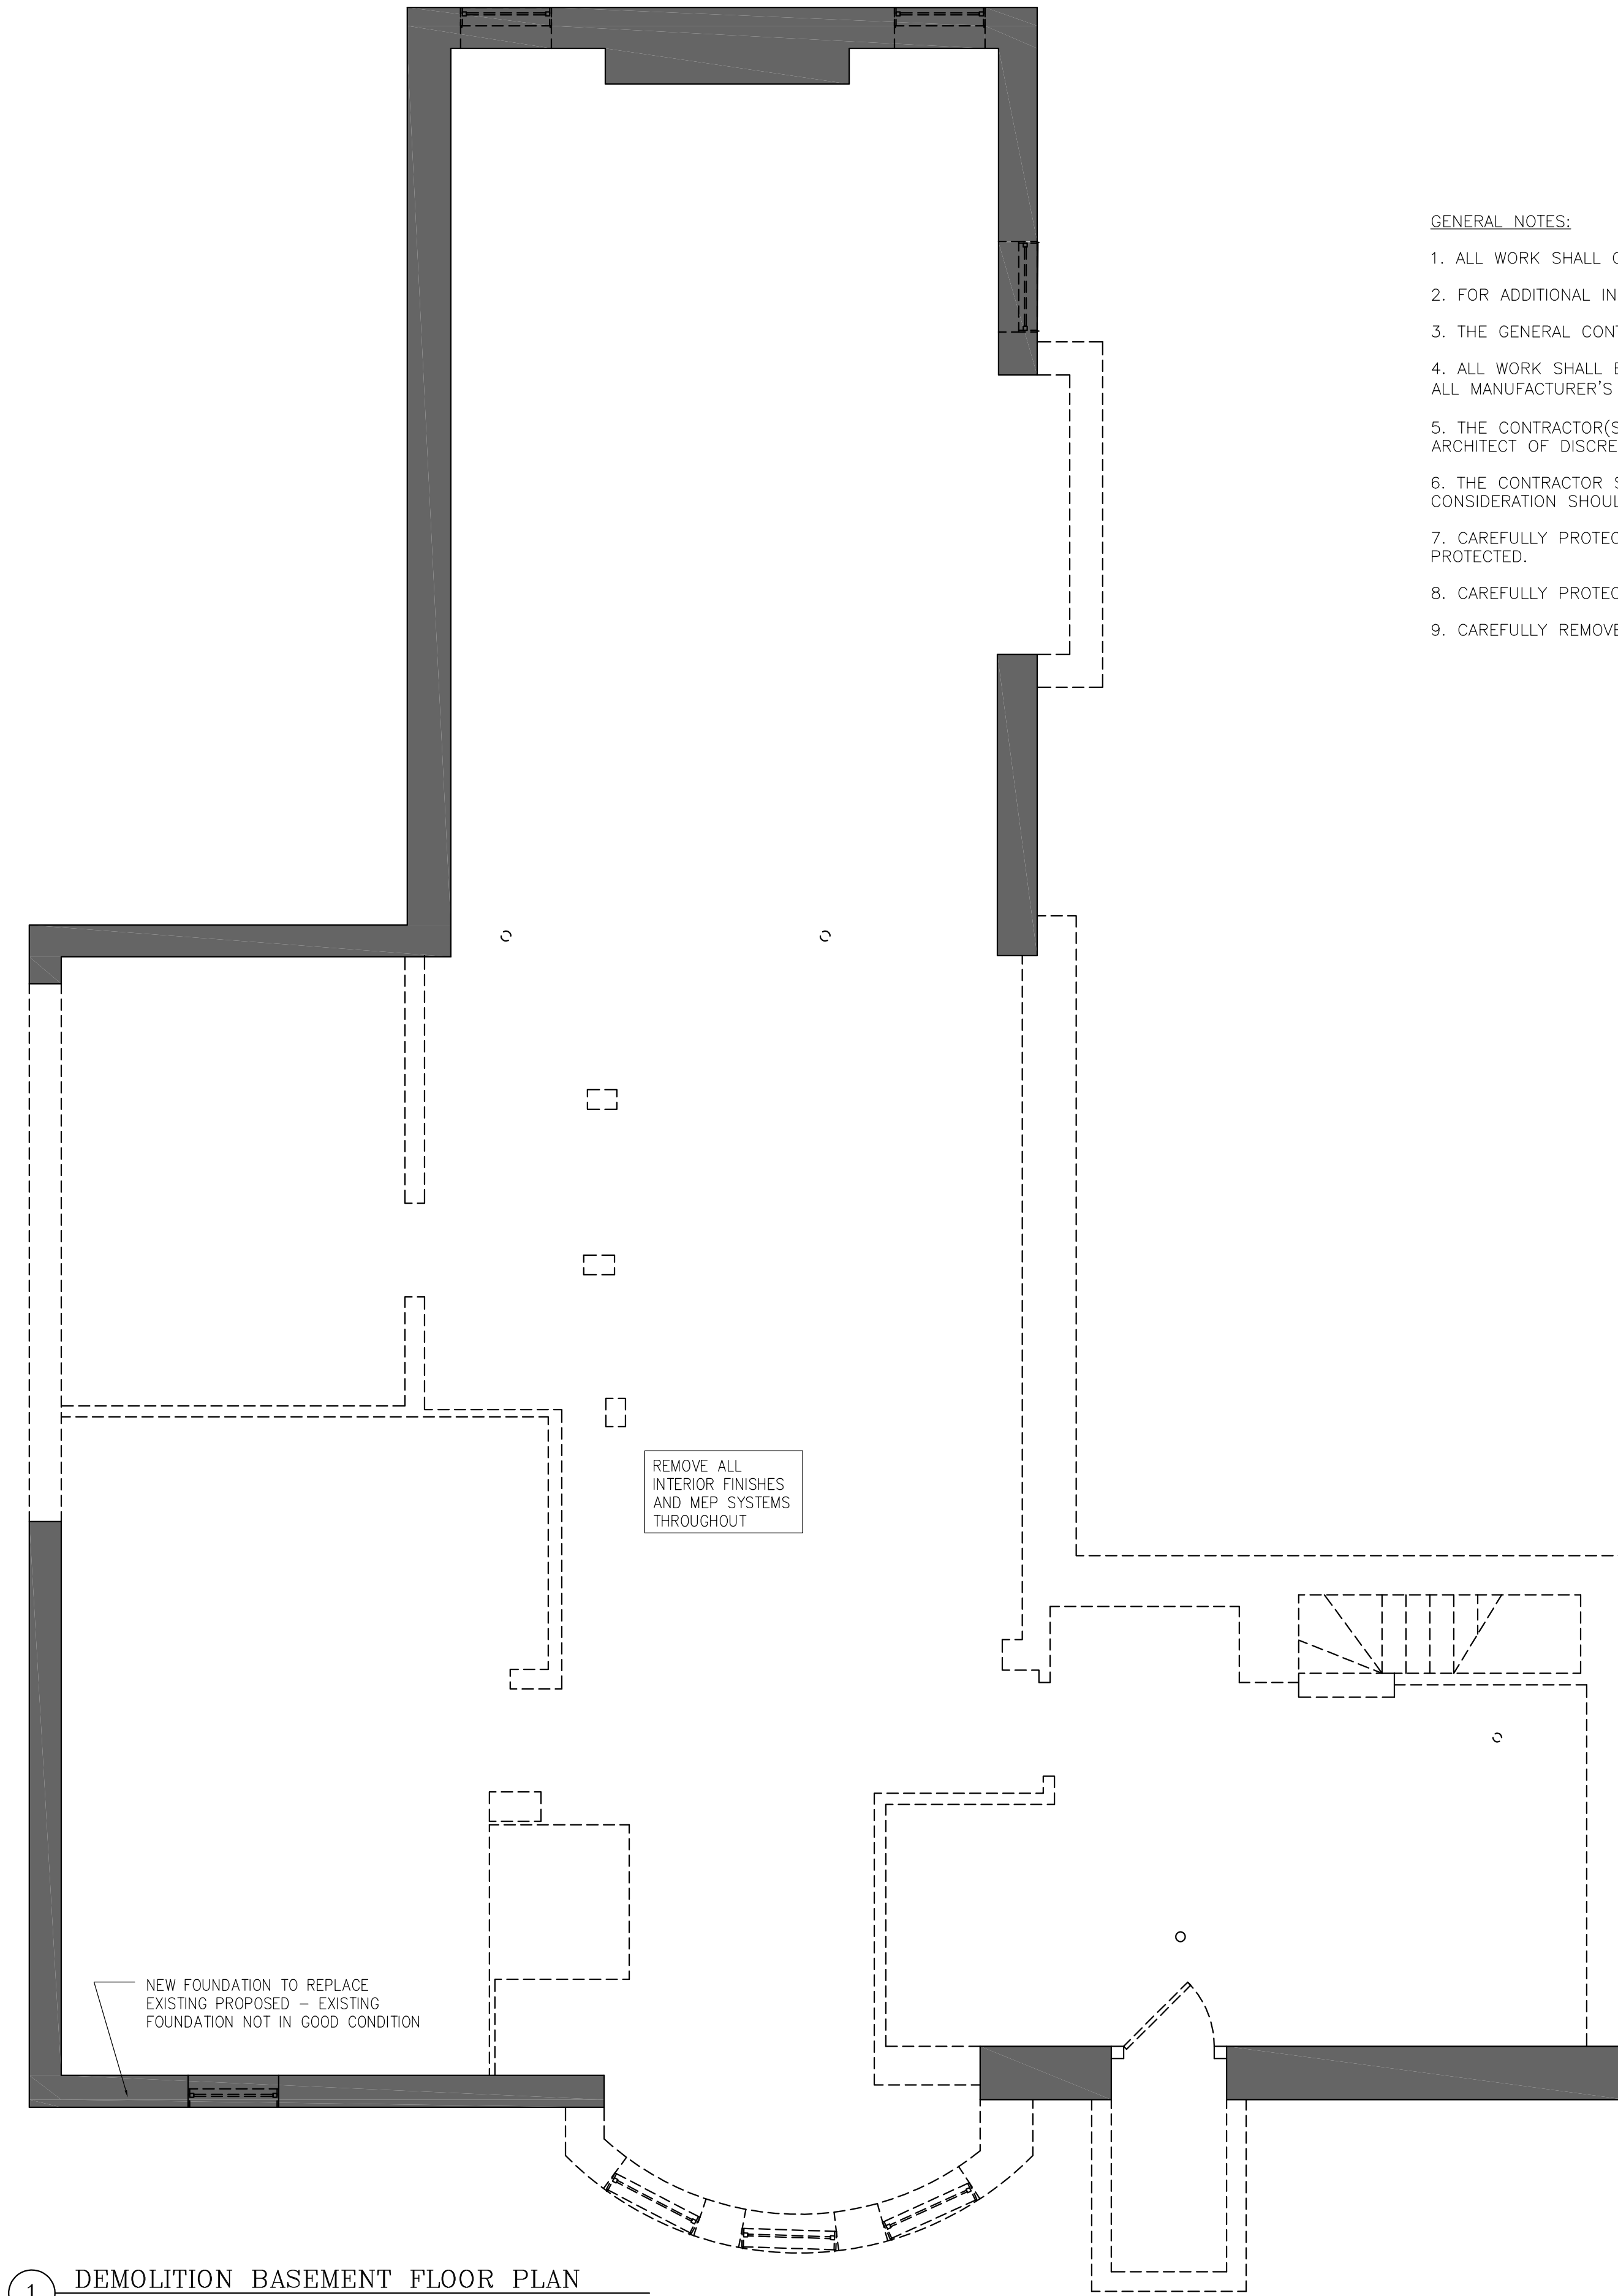 GENERAL NOTES:
1. ALL WORK SHALL
2. FOR ADDITIONAL
3. THE GENERAL
4. ALL WORK SHALL
ALL MANUFACTURER'S
5. THE
ARCHITECT OF
6. THE CONTRACTOR
CONSIDERATION
7. CAREFULLY
PROTECTED.
8. CAREFULLY
9. CAREFULLY
REMOVE ALL
INTERIOR FINISHES
AND MEP SYSTEMS
THROUGHOUT
NEW FOUNDATION TO REPLACE
EXISTING PROPOSED – EXISTING
FOUNDATION NOT IN GOOD CONDITION
1
DEMOLITION BASEMENT FLOOR PLAN